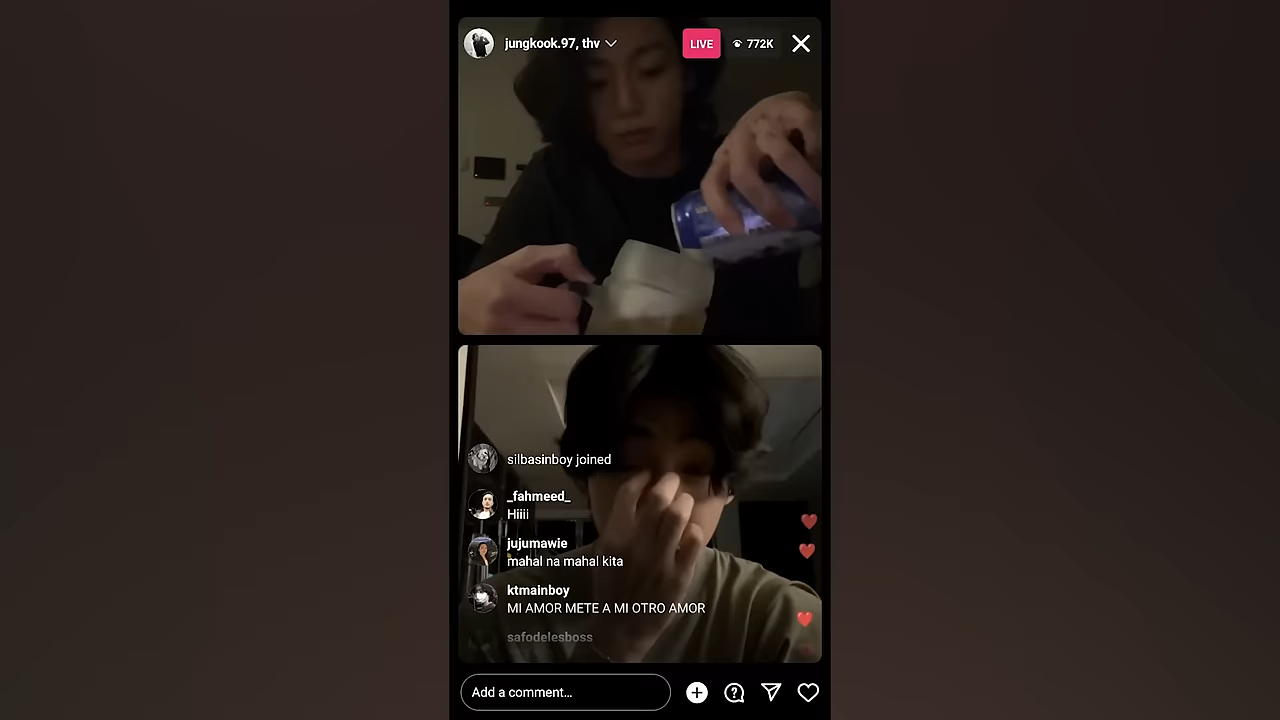 jungkook.97, thv
LIVE
772K
silbasinboy joined
_fahmeed_
Hiiii
jujumawie
mahal na mahal kita
ktmainboy
MI AMOR METE A MI OTRO AMOR
safodelesboss
Add a comment...